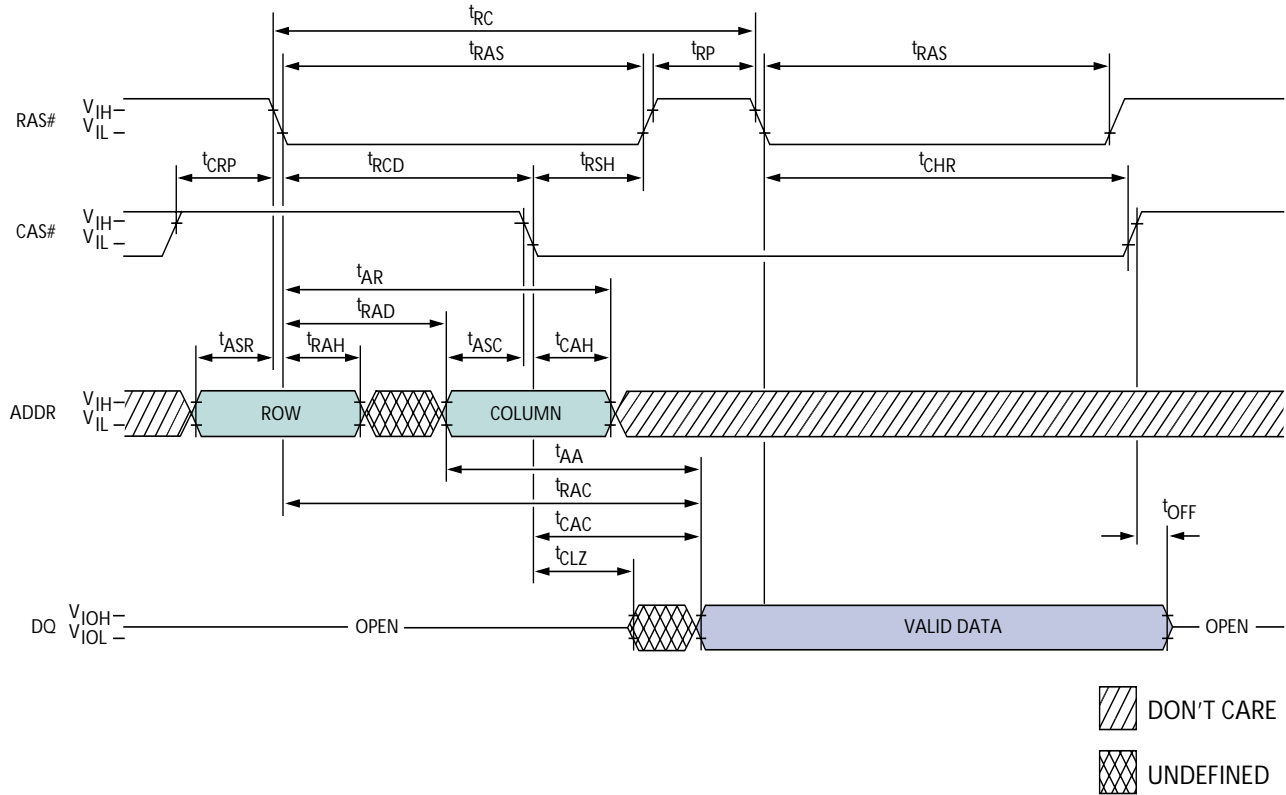 tRC
tRAS
tRP
tRAS
RAS#
VIH
VIL
tCRP
tRCD
tRSH
tCHR
CAS#
VIH
VIL
tAR
tRAD
tASR
tRAH
tASC
tCAH
ADDR
VIH
VIL
ROW
COLUMN
tAA
tRAC
tCAC
tOFF
tCLZ
DQ
VIOH
VIOL
OPEN
VALID DATA
OPEN
DON'T CARE
UNDEFINED